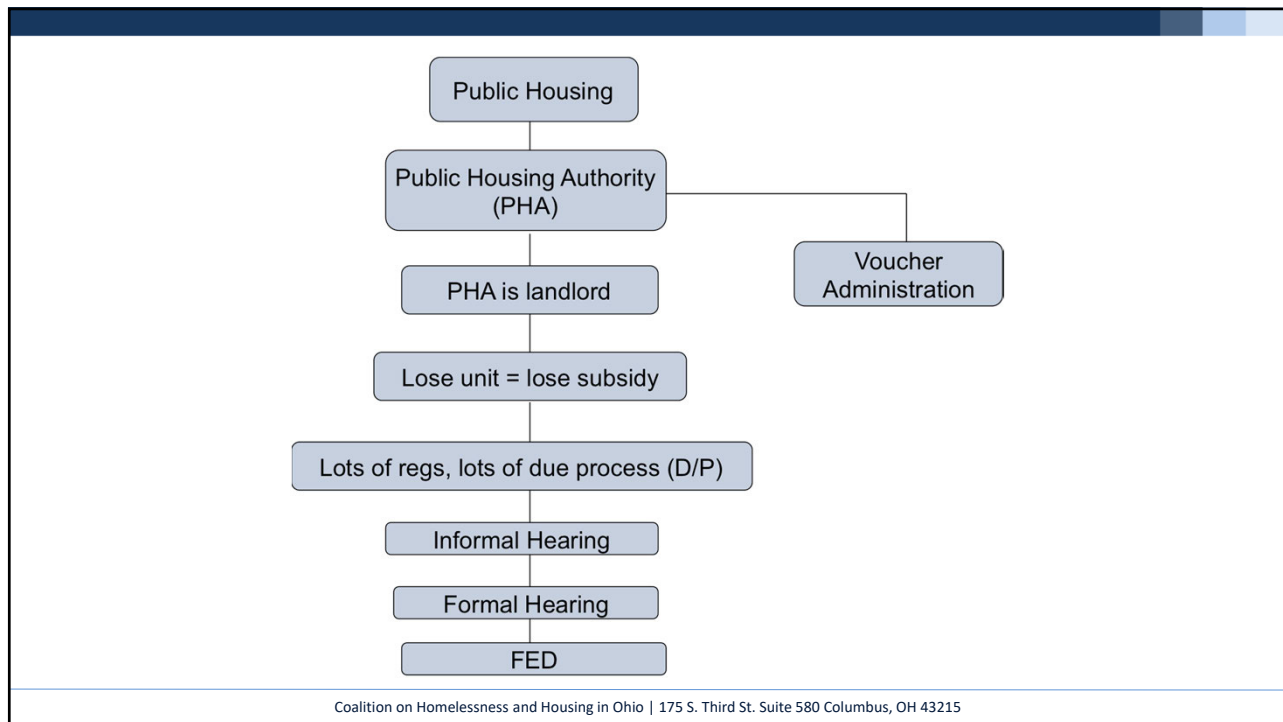 Public Housing
Public Housing Authority
(PHA)
Voucher
Administration
PHA is landlord
Lose unit = lose subsidy
Lots of regs, lots of due process (D/P)
Informal Hearing
Formal Hearing
FED
Coalition on Homelessness and Housing in Ohio | 175 S. Third St. Suite 580 Columbus, OH 43215